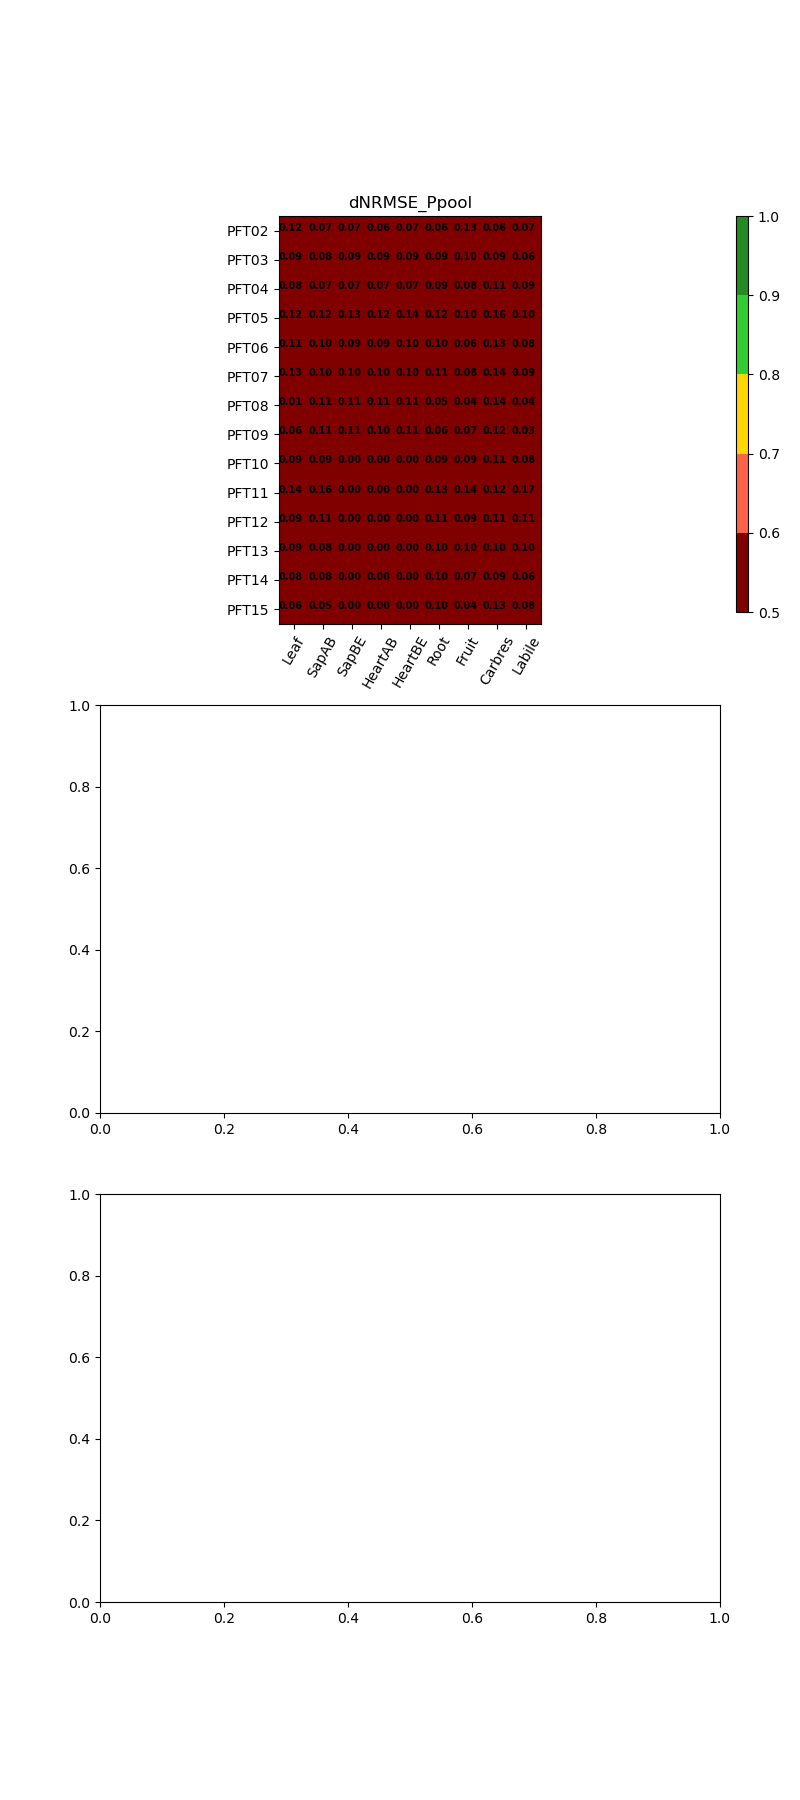 dNRMSE_Ppool
PFT02 0.12 0.07 0.07 0.06 0.07 0.06 0.13 0.06 0.07
PFT03 0.09 0.08 0.09 0.09 0.09 0.09 0.10 0.09 0.06
PFT04 0.08 0.07 0.07 0.07 0.07 0.09 0.08 0.11 0.09
PFT05 0.12 0.12 0.13 0.12 0.14 0.12 0.10 0.16 0.10
PFT06 0.11 0.10 0.09 0.09 0.10 0.10 0.06 0.13 0.08
PFT07 0.13 0.10 0.10 0.10 0.10 0.11 0.08 0.14 0.09
PFT08 0.01 0.11 0.11 0.11 0.11 0.05 0.04 0.14 0.04
PFT09 0.06 0.11 0.11 0.10 0.11 0.06 0.07 0.12 0.03
PFT10 0.09 0.09 0.00 0.00 0.00 0.09 0.09 0.11 0.08
PFT11 0.14 0.16 0.00 0.00 0.00 0.13 0.14 0.12 0.17
PFT12 0.09 0.11 0.00 0.00 0.00 0.11 0.09 0.11 0.11
PFT13 0.09 0.08 0.00 0.00 0.00 0.10 0.10 0.10 0.10
PFT14 0.08 0.08 0.00 0.00 0.00 0.10 0.07 0.09 0.06
PFT15 0.06 0.05 0.00 0.00 0.00 0.10 0.04 0.13 0.08
Leaf SapAB SapBE HeartAB HeartBE Root Fruit Carbres Labile
1.0
0.9
0.8
0.7
0.6
0.5
1.0
0.8
0.6
0.4
0.2
0.0
0.0 0.2 0.4 0.6 0.8 1.0
1.0
0.8
0.6
0.4
0.2
0.0
0.0 0.2 0.4 0.6 0.8 1.0